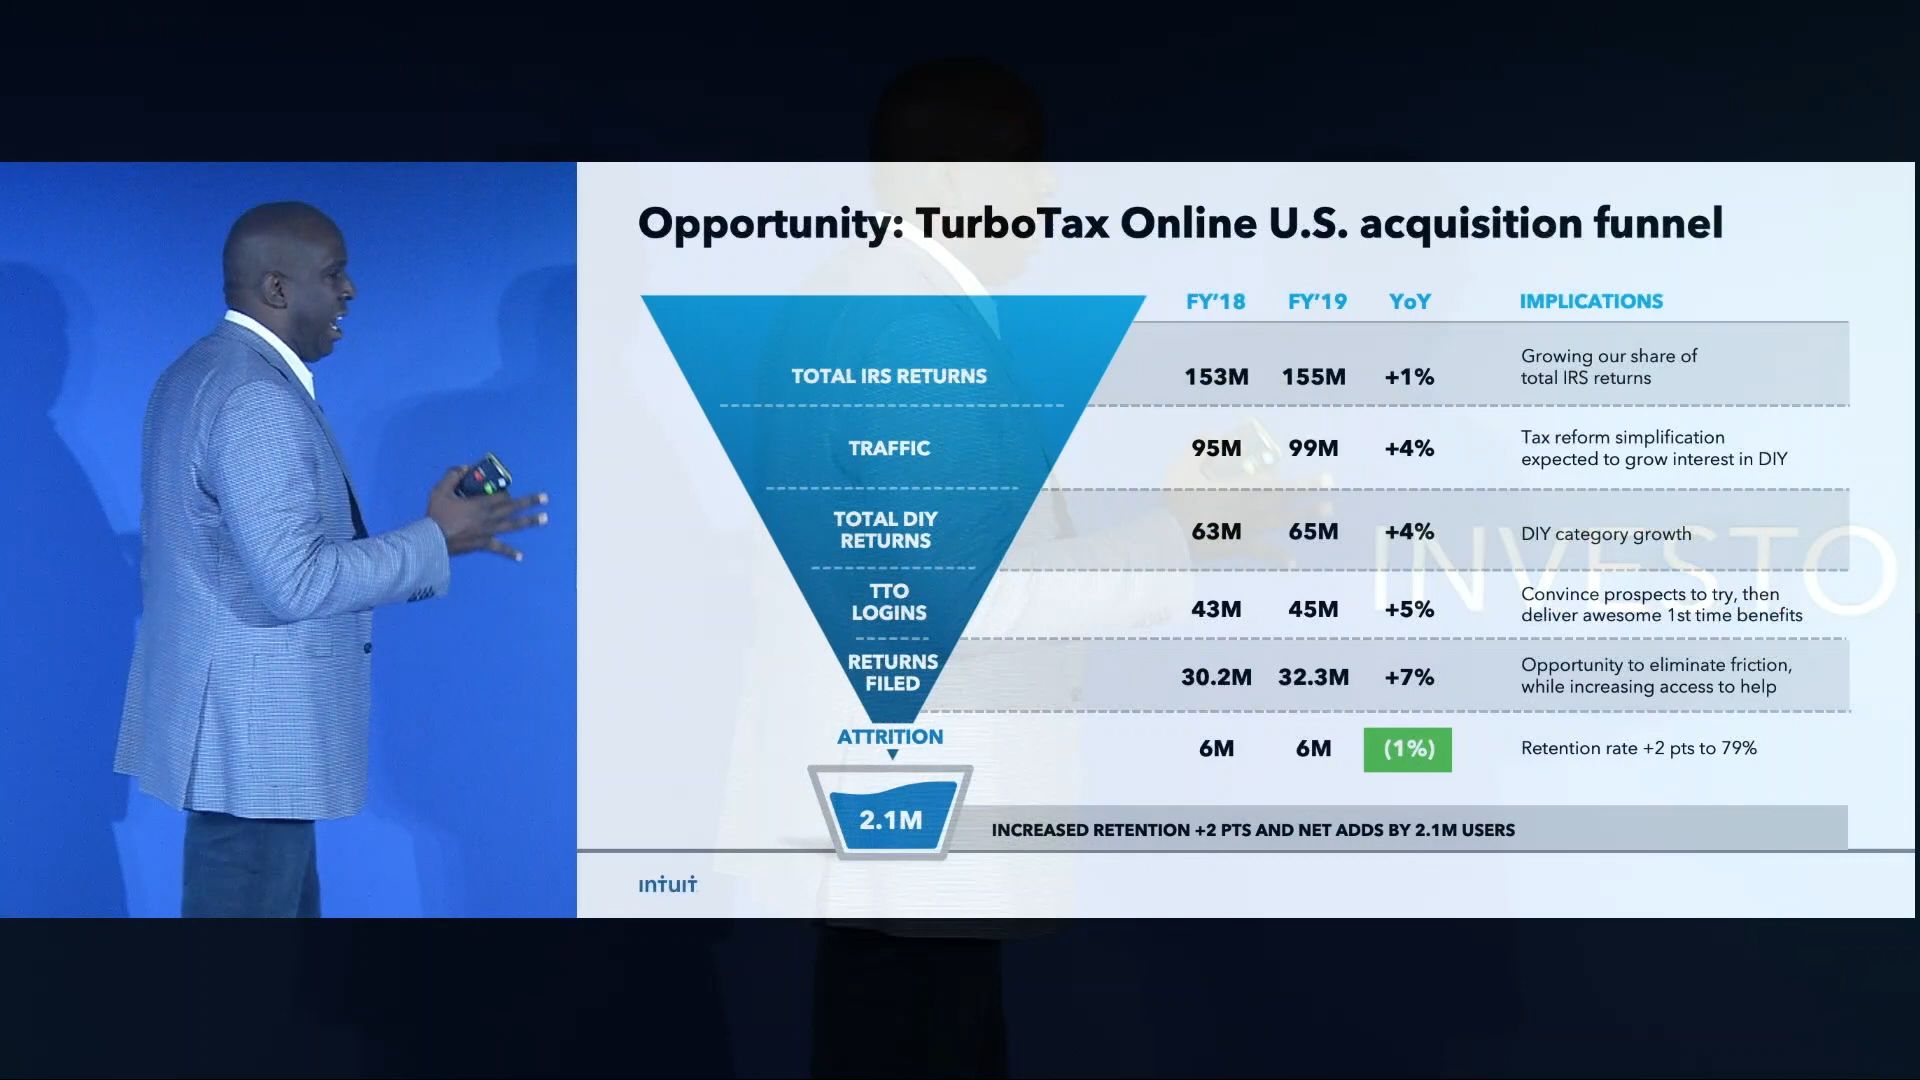 Opportunity: TurboTax Online U.S. acquisition funnel
FY'18 FY'19 YoY IMPLICATIONS
TOTAL IRS RETURNS 153M 155M +1% Growing our share of
total IRS returns
TRAFFIC 95M 99M +4% Tax reform simplification
expected to grow interest in DIY
TOTAL DIY
RETURNS 63M 65M +4% DIY category growth
TTO
LOGINS 43M 45M +5% Convince prospects to try, then
deliver awesome 1st time benefits
RETURNS
FILED 30.2M 32.3M +7% Opportunity to eliminate friction,
while increasing access to help
ATTRITION 6M 6M (1%) Retention rate +2 pts to 79%
2.1M INCREASED RETENTION +2 PTS AND NET ADDS BY 2.1M USERS
INTUIT
INVESTO